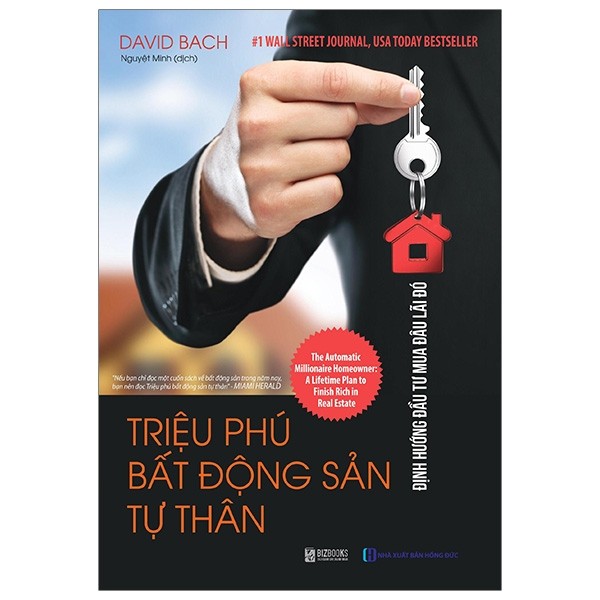 DAVID BACH
Nguyệt Minh (dịch)
#1 WALL STREET JOURNAL, USA TODAY BESTSELLER
ĐỊNH HƯỚNG ĐẦU TƯ MUA ĐÂU LÃI ĐÓ
The Automatic
Millionaire Homeowner:
A Lifetime Plan to
Finish Rich in
Real Estate
"Nếu bạn chỉ đọc một cuốn sách về bất động sản trong năm nay,
bạn nên đọc Triệu phú bất động sản tự thân" - MIAMI HERALD
TRIỆU PHÚ
BẤT ĐỘNG SẢN
TỰ THÂN
BIZBOOKS
NHÀ XUẤT BẢN HỒNG ĐỨC